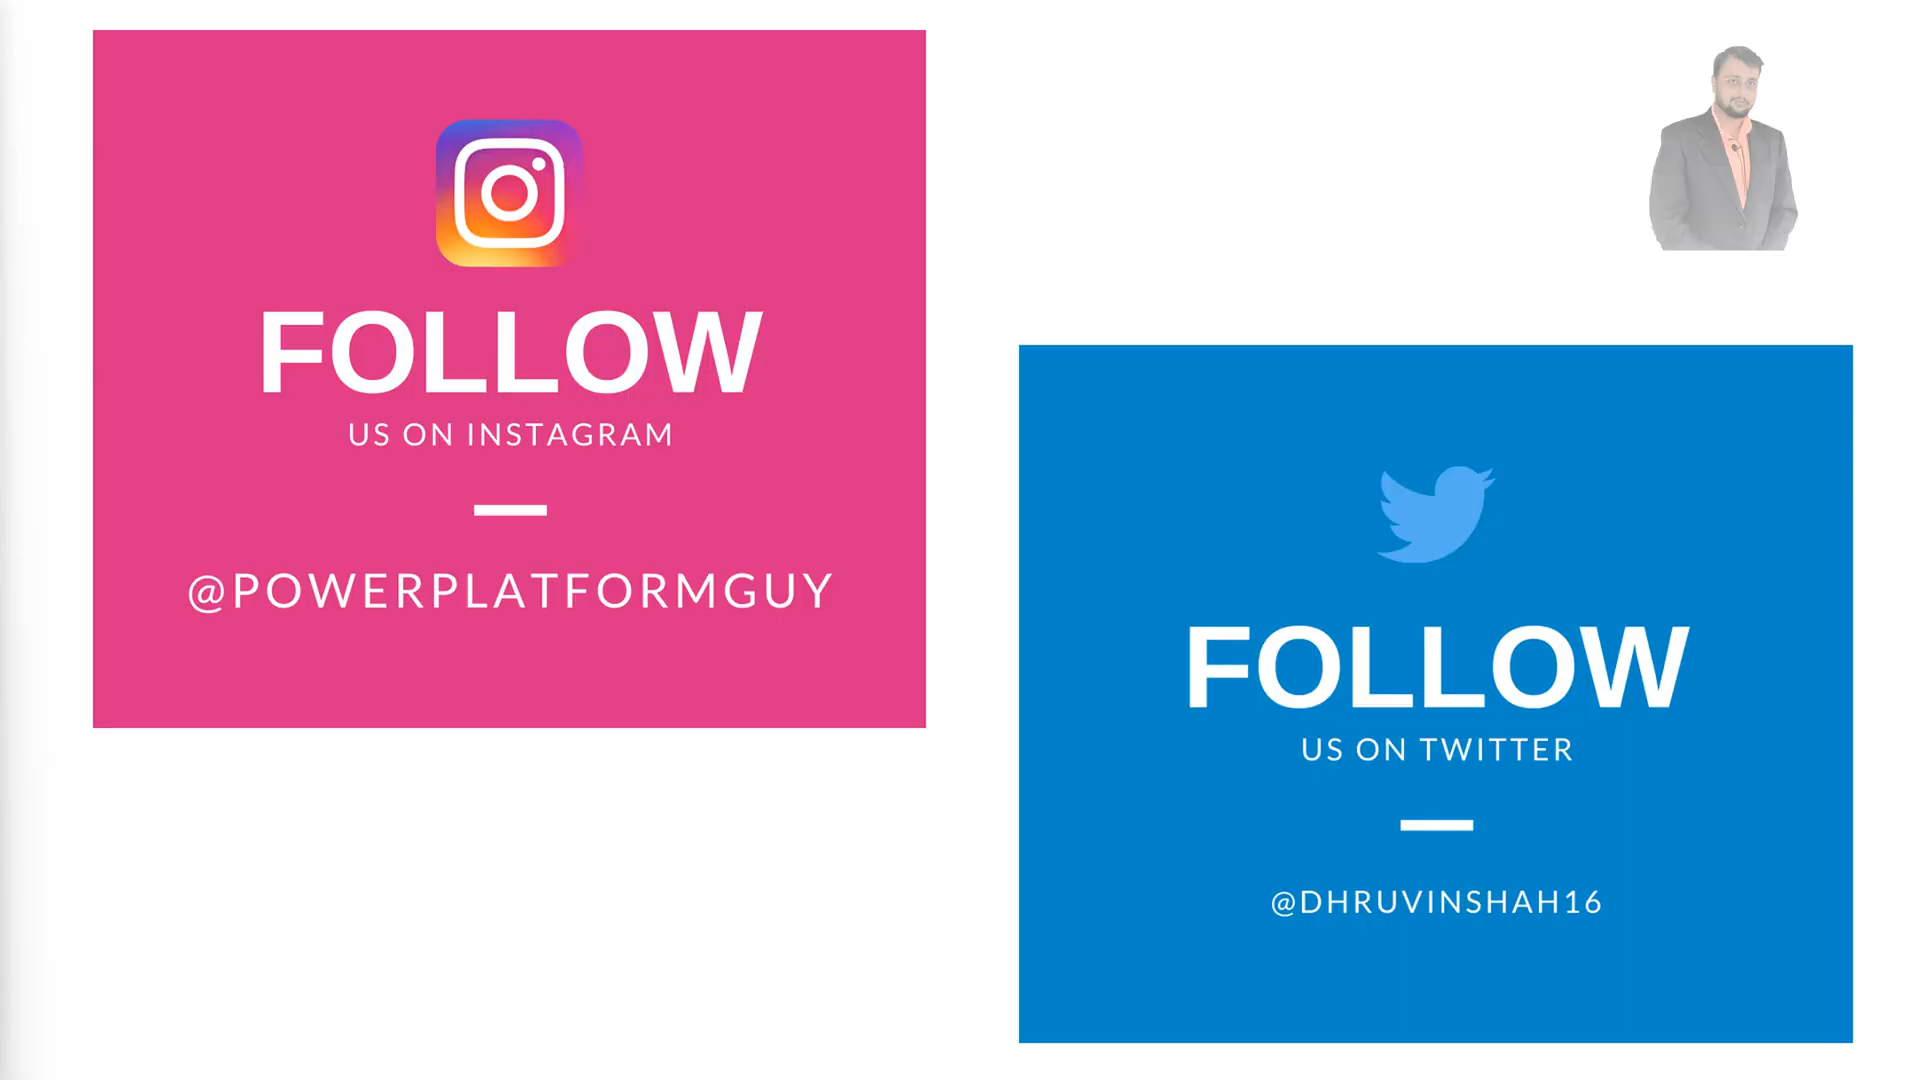 FOLLOW
US ON INSTAGRAM
@POWERPLATFORMGUY
FOLLOW
US ON TWITTER
@DHRUVINSHAH16